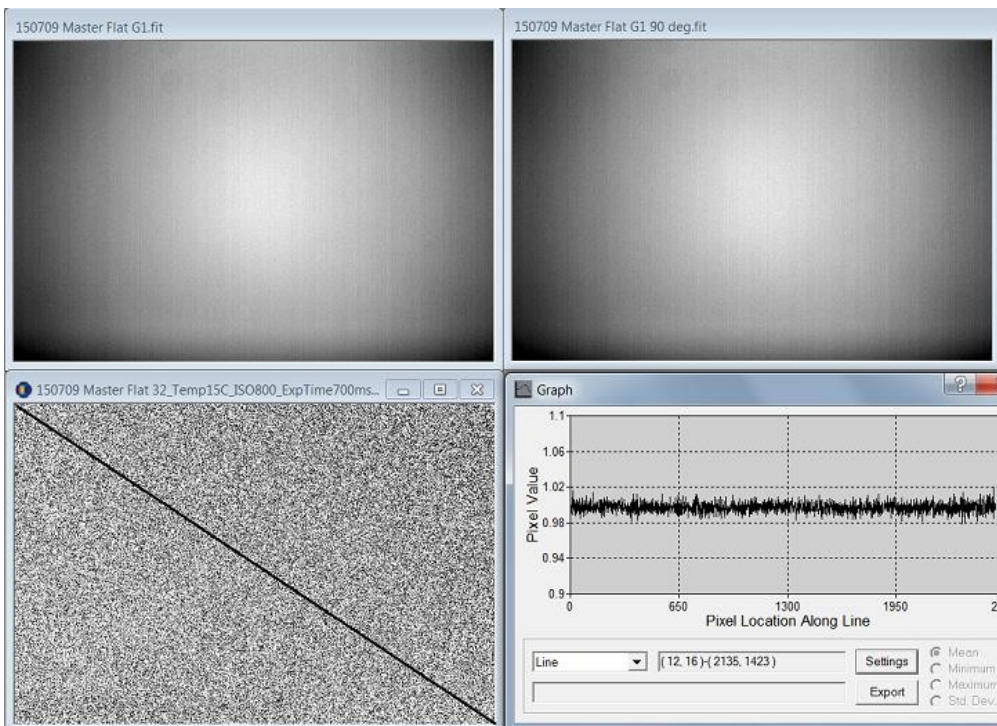 150709 Master Flat G1.fit
150709 Master Flat G1 90 deg.fit
150709 Master Flat 32_Temp15C_ISO800_ExpTime700ms...
Graph
?
1.1
1.06
1.02
0.98
0.94
0.9
Pixel Value
0 650 1300 1950
Pixel Location Along Line
Line
( 12, 16 )-( 2135, 1423 )
Settings
Export
Mean
Minimum
Maximum
Std. Dev.